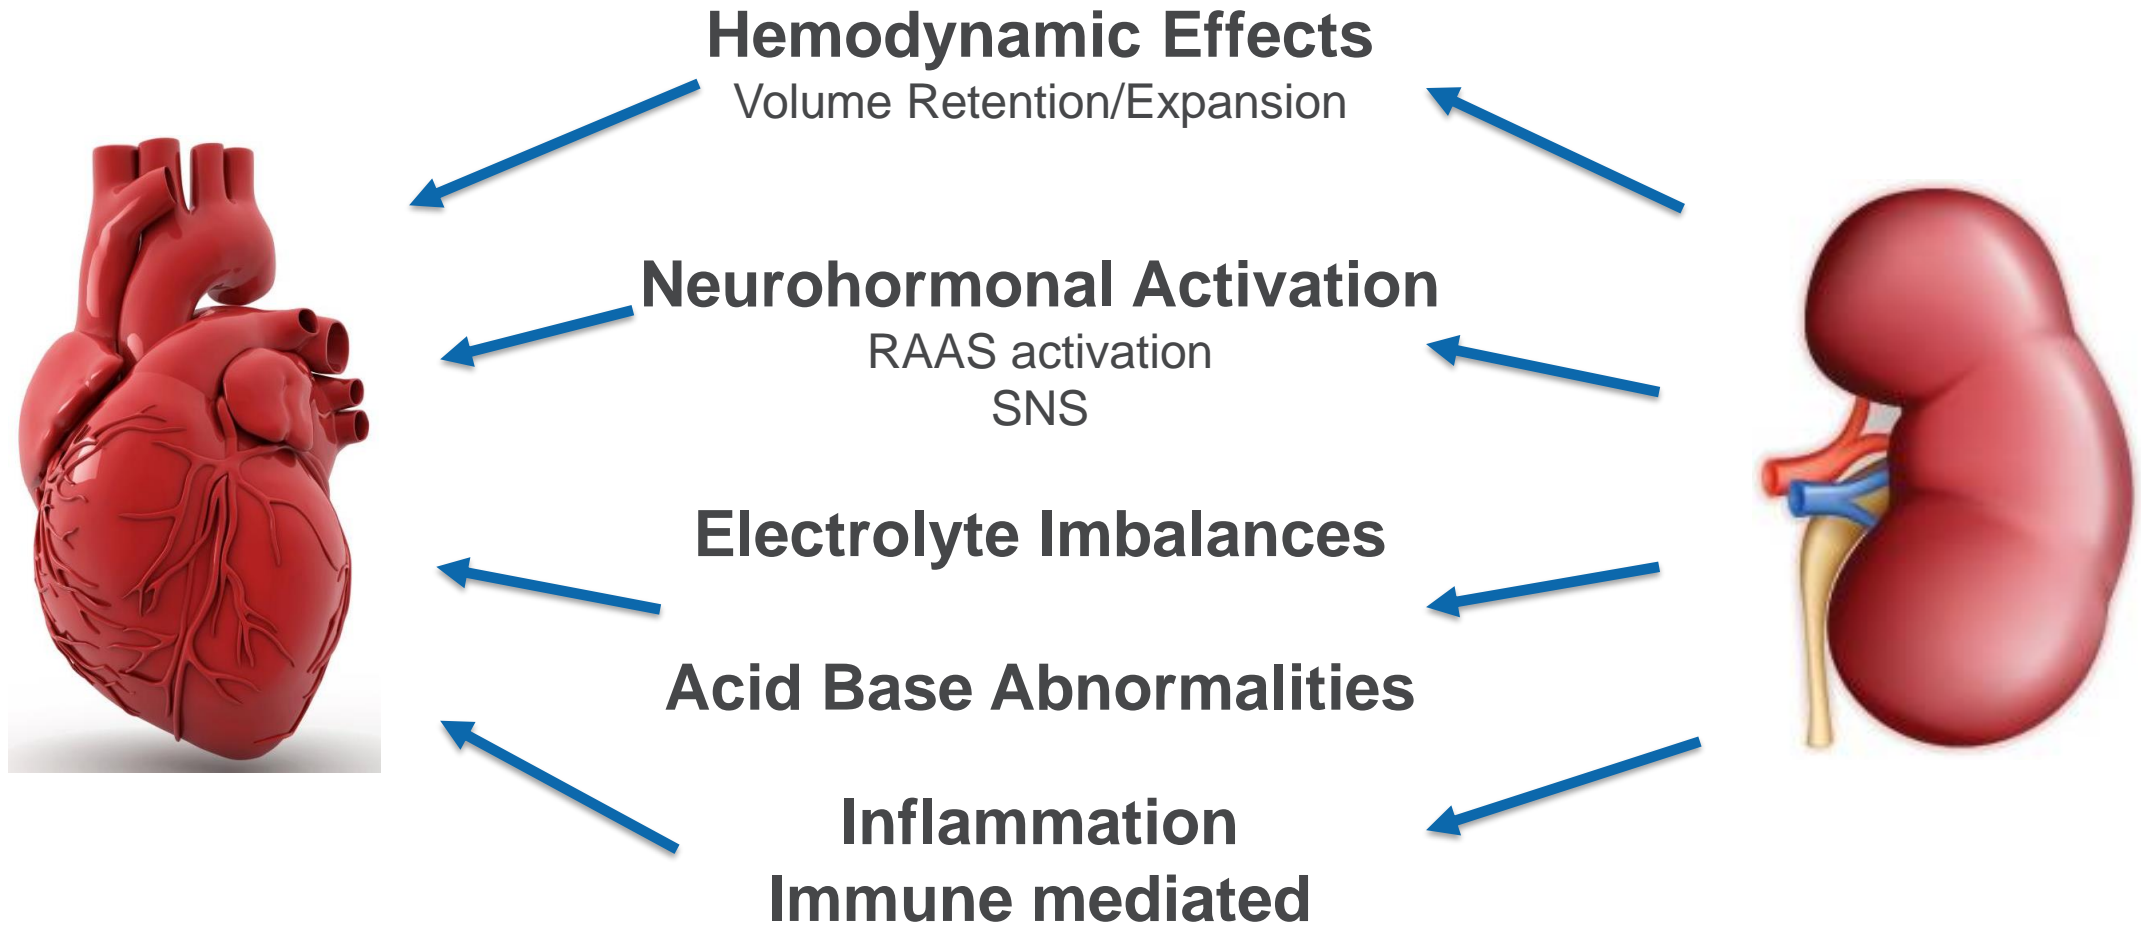 Hemodynamic Effects
Volume Retention/Expansion
Neurohormonal Activation
RAAS activation
SNS
Electrolyte Imbalances
Acid Base Abnormalities
Inflammation
Immune mediated